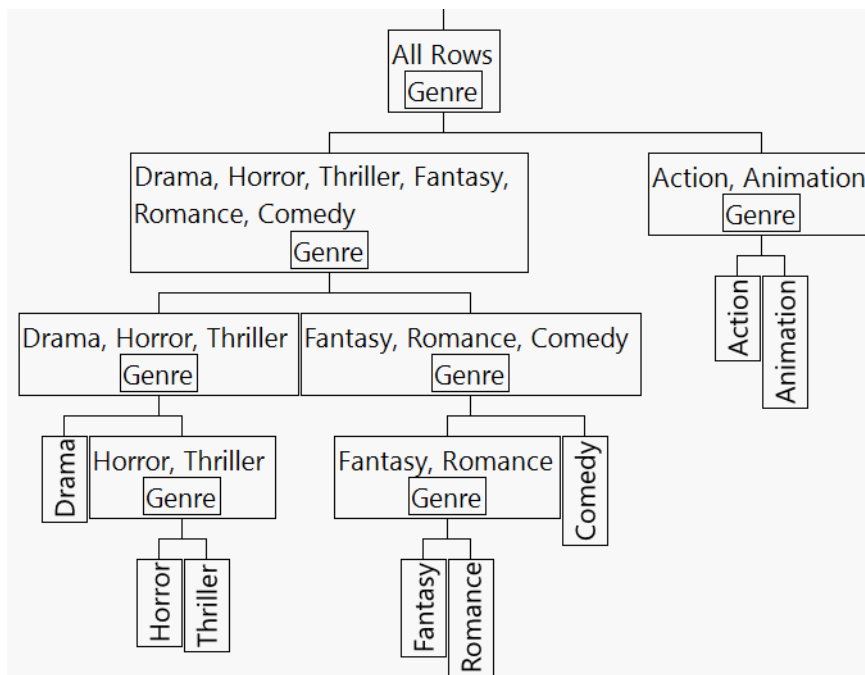 All Rows
Genre
Drama, Horror, Thriller, Fantasy,
Romance, Comedy
Genre
Action, Animation
Genre
Action
Animation
Drama, Horror, Thriller
Genre
Fantasy, Romance, Comedy
Genre
Drama
Horror, Thriller
Genre
Fantasy, Romance
Genre
Comedy
Horror
Thriller
Fantasy
Romance